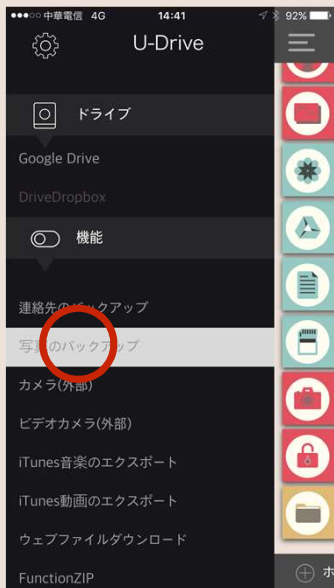 ●●●○○ 中華電信 4G 14:41 92%
U-Drive
ドライブ
Google Drive
DriveDropbox
機能
連絡先のバックアップ
写真のバックアップ
カメラ(外部)
ビデオカメラ(外部)
iTunes音楽のエクスポート
iTunes動画のエクスポート
ウェブファイルダウンロード
FunctionZIP